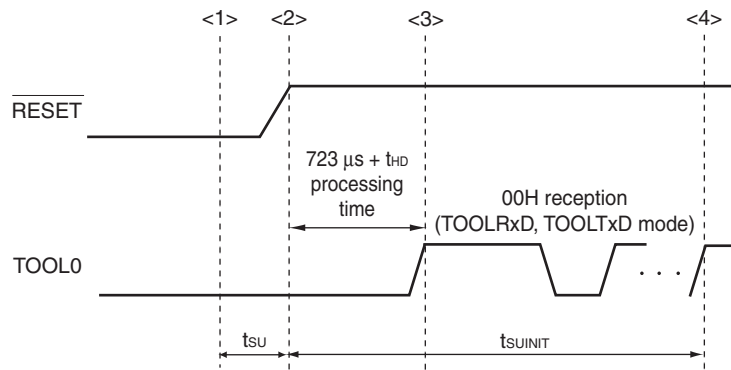 <1> <2> <3> <4>
RESET
723 μs + tHD
processing
time
00H reception
(TOOLRxD, TOOLTxD mode)
TOOL0
. . .
tSU
tSUINIT